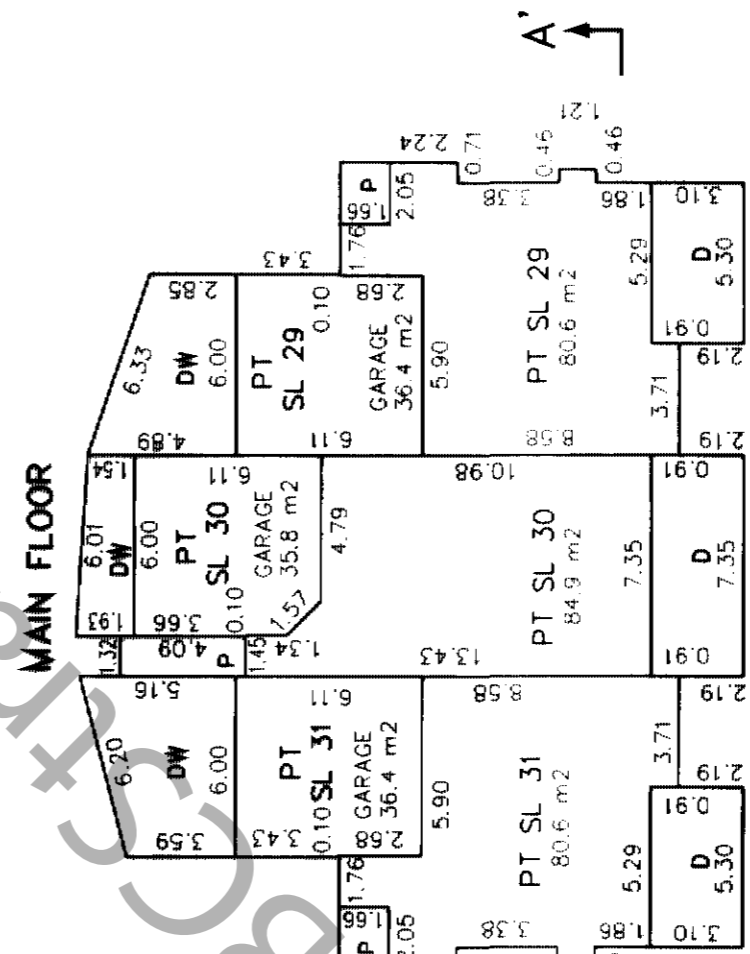 MAIN FLOOR
A'
6.20
DW
5.16
3.59
6.00
PT
SL 31
GARAGE
36.4 m2
6.11
3.43
0.10
2.68
5.90
1.76
1.66
P
2.05
PT SL 31
80.6 m2
8.58
3.38
1.86
5.29
3.71
2.19
2.19
0.91
D
5.30
3.10
1.32
4.09
P
1.45
1.34
13.43
6.01
DW
1.93
1.54
6.00
PT
SL 30
GARAGE
35.8 m2
3.66
6.11
0.10
1.57
4.79
10.98
PT SL 30
84.9 m2
7.35
0.91
0.91
D
7.35
2.19
6.33
DW
4.89
2.85
6.00
PT
SL 29
GARAGE
36.4 m2
6.11
3.43
0.10
2.68
5.90
1.76
1.66
P
2.05
2.24
0.71
0.46
1.21
0.46
3.38
1.86
PT SL 29
80.6 m2
8.58
5.29
3.71
2.19
0.91
D
5.30
3.10